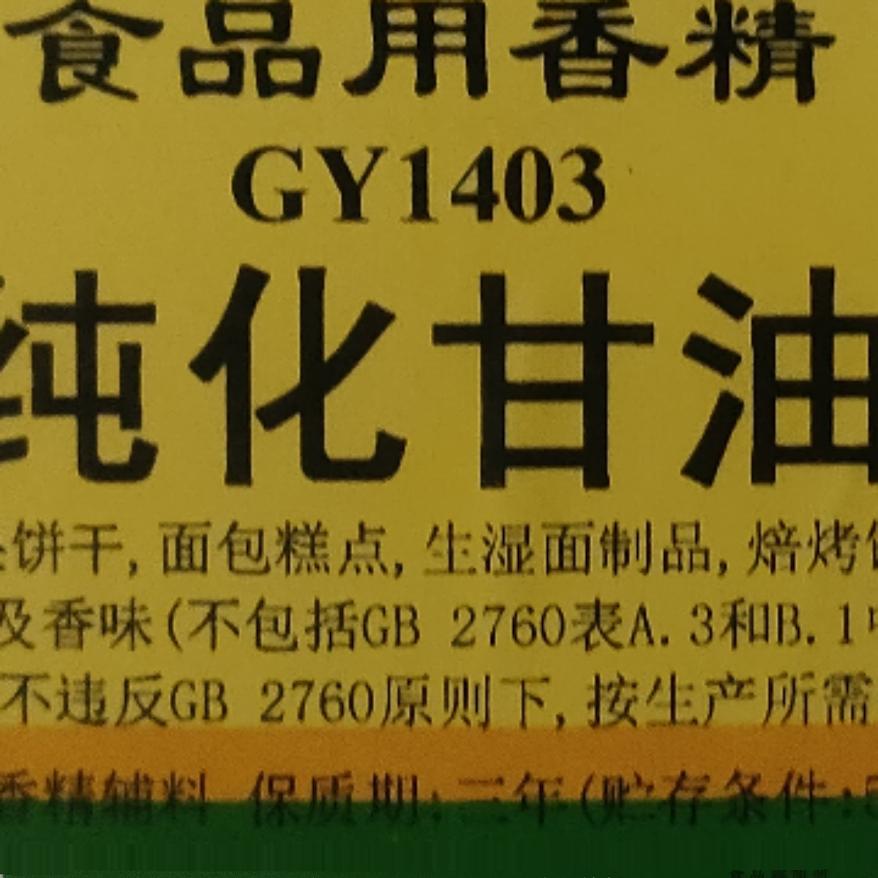 食品用香精
GY1403
纯化甘油
饼干,面包糕点,生湿面制品,焙烤
及香味(不包括GB 2760表A.3和B.1中
不违反GB 2760原则下,按生产所需
香精辅料 保质期:三年(贮存条件: